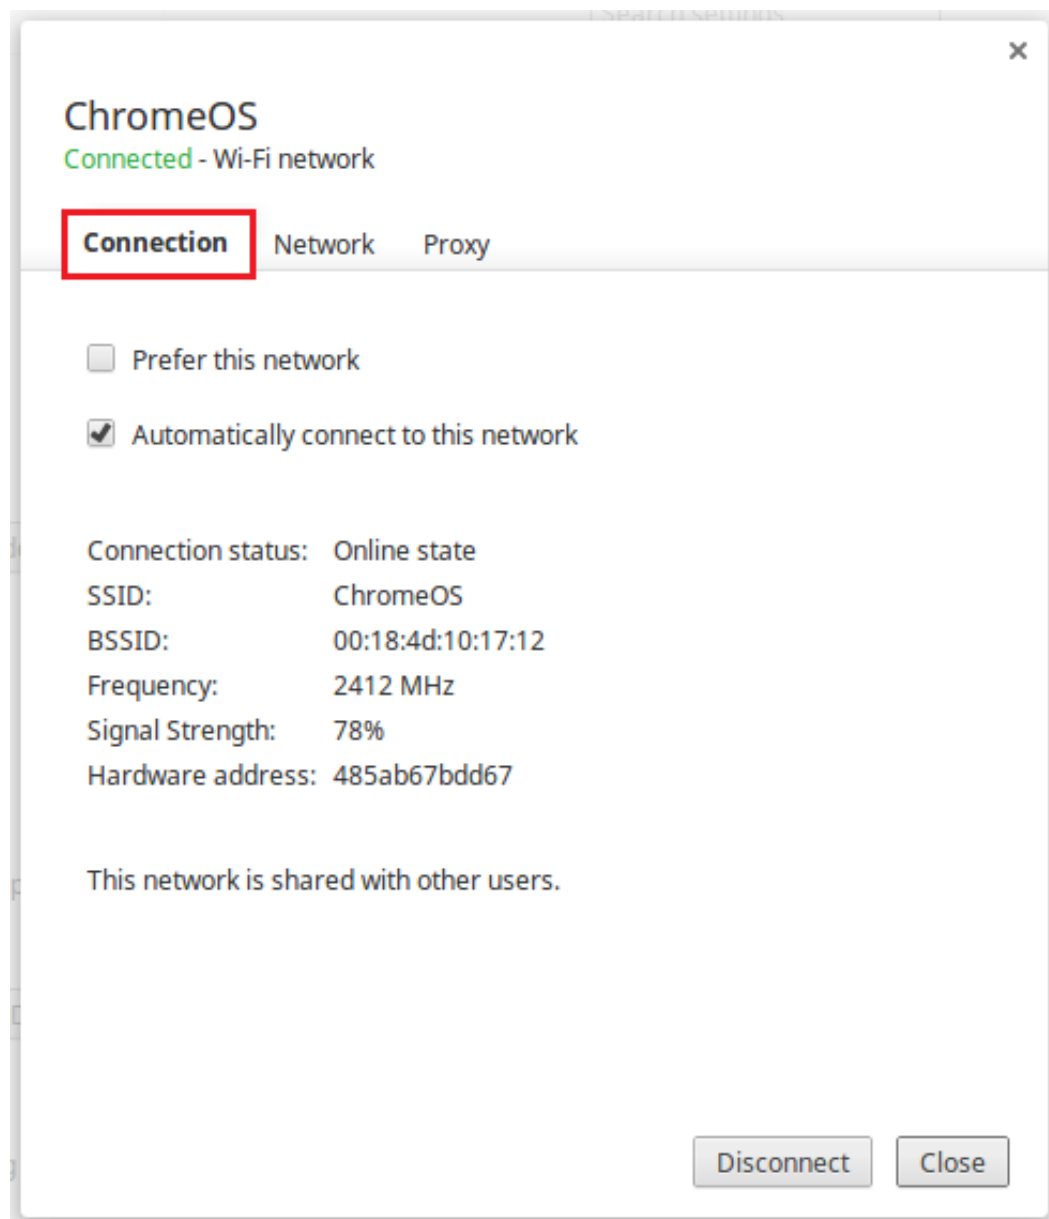 Search settings
×
ChromeOS
Connected - Wi-Fi network
Connection Network Proxy
Prefer this network
Automatically connect to this network
Connection status: Online state
SSID: ChromeOS
BSSID: 00:18:4d:10:17:12
Frequency: 2412 MHz
Signal Strength: 78%
Hardware address: 485ab67bdd67
This network is shared with other users.
Disconnect Close